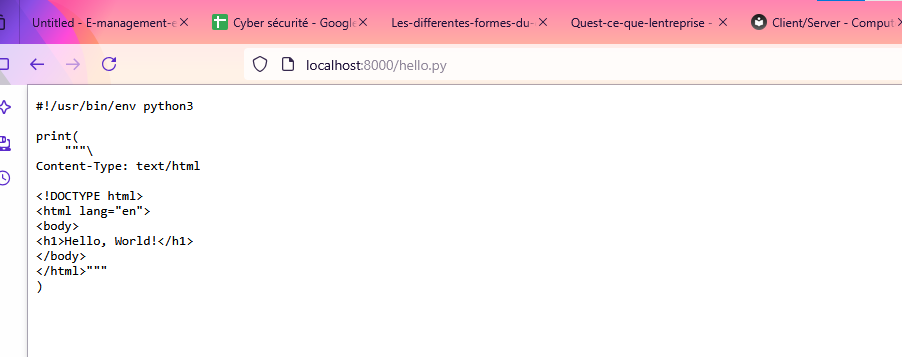 Untitled - E-management-e
Cyber sécurité - Google
Les-differentes-formes-du-
Quest-ce-que-lentreprise -
Client/Server - Comput
localhost:8000/hello.py
#!/usr/bin/env python3
print(
"""\
Content-Type: text/html
<!DOCTYPE html>
<html lang="en">
<body>
<h1>Hello, World!</h1>
</body>
</html>"""
)